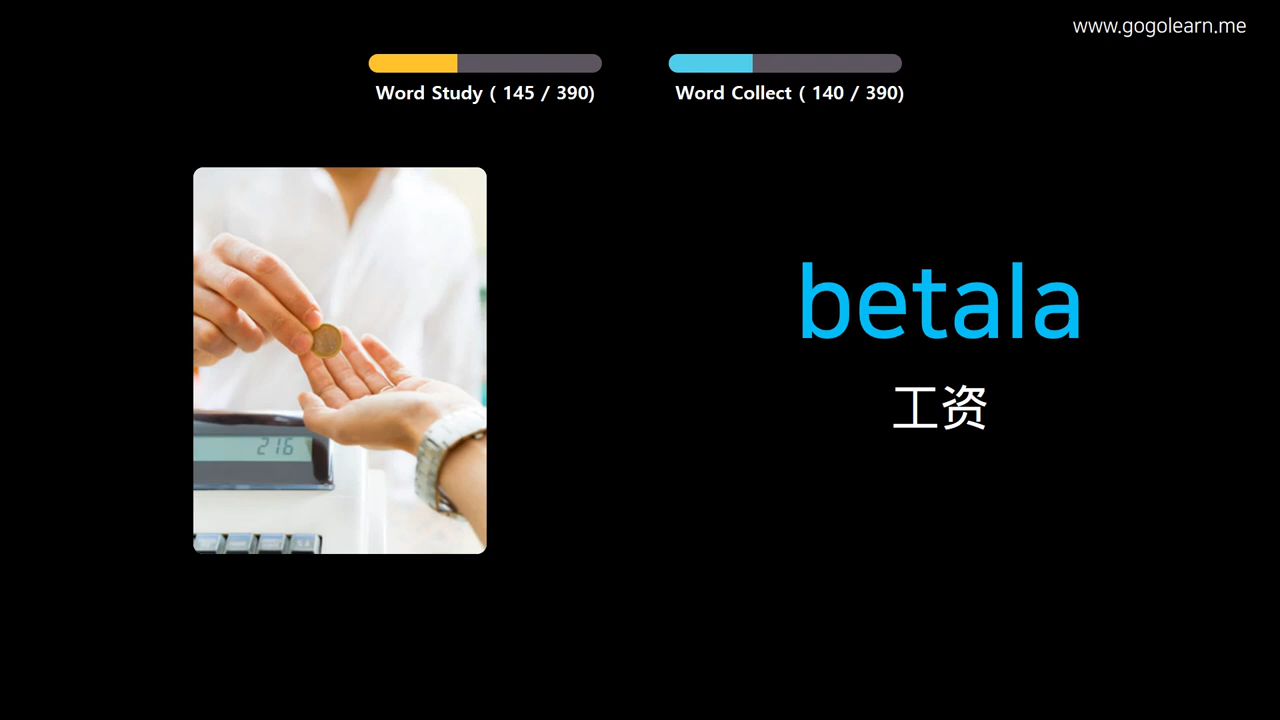 www.gogolearn.me
Word Study ( 145 / 390)
Word Collect ( 140 / 390)
betala
工资
216